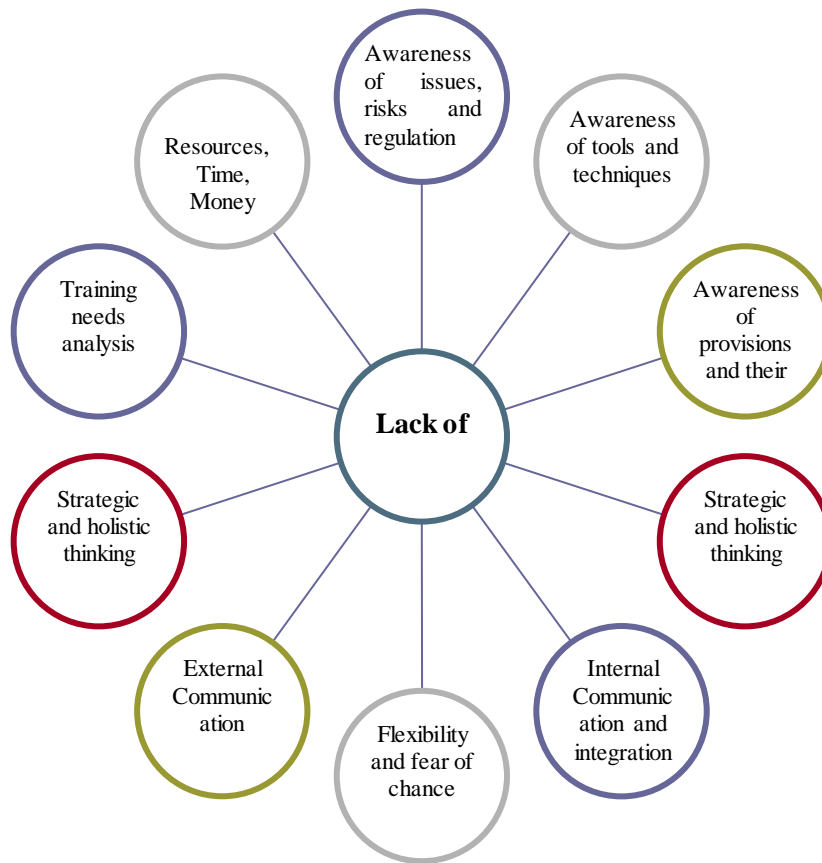 Awareness
of issues,
risks and
regulation
Awareness
of tools and
techniques
Awareness
of
provisions
and their
Strategic
and holistic
thinking
Internal
Communic
ation and
integration
Flexibility
and fear of
chance
External
Communic
ation
Strategic
and holistic
thinking
Training
needs
analysis
Resources,
Time,
Money
Lack of